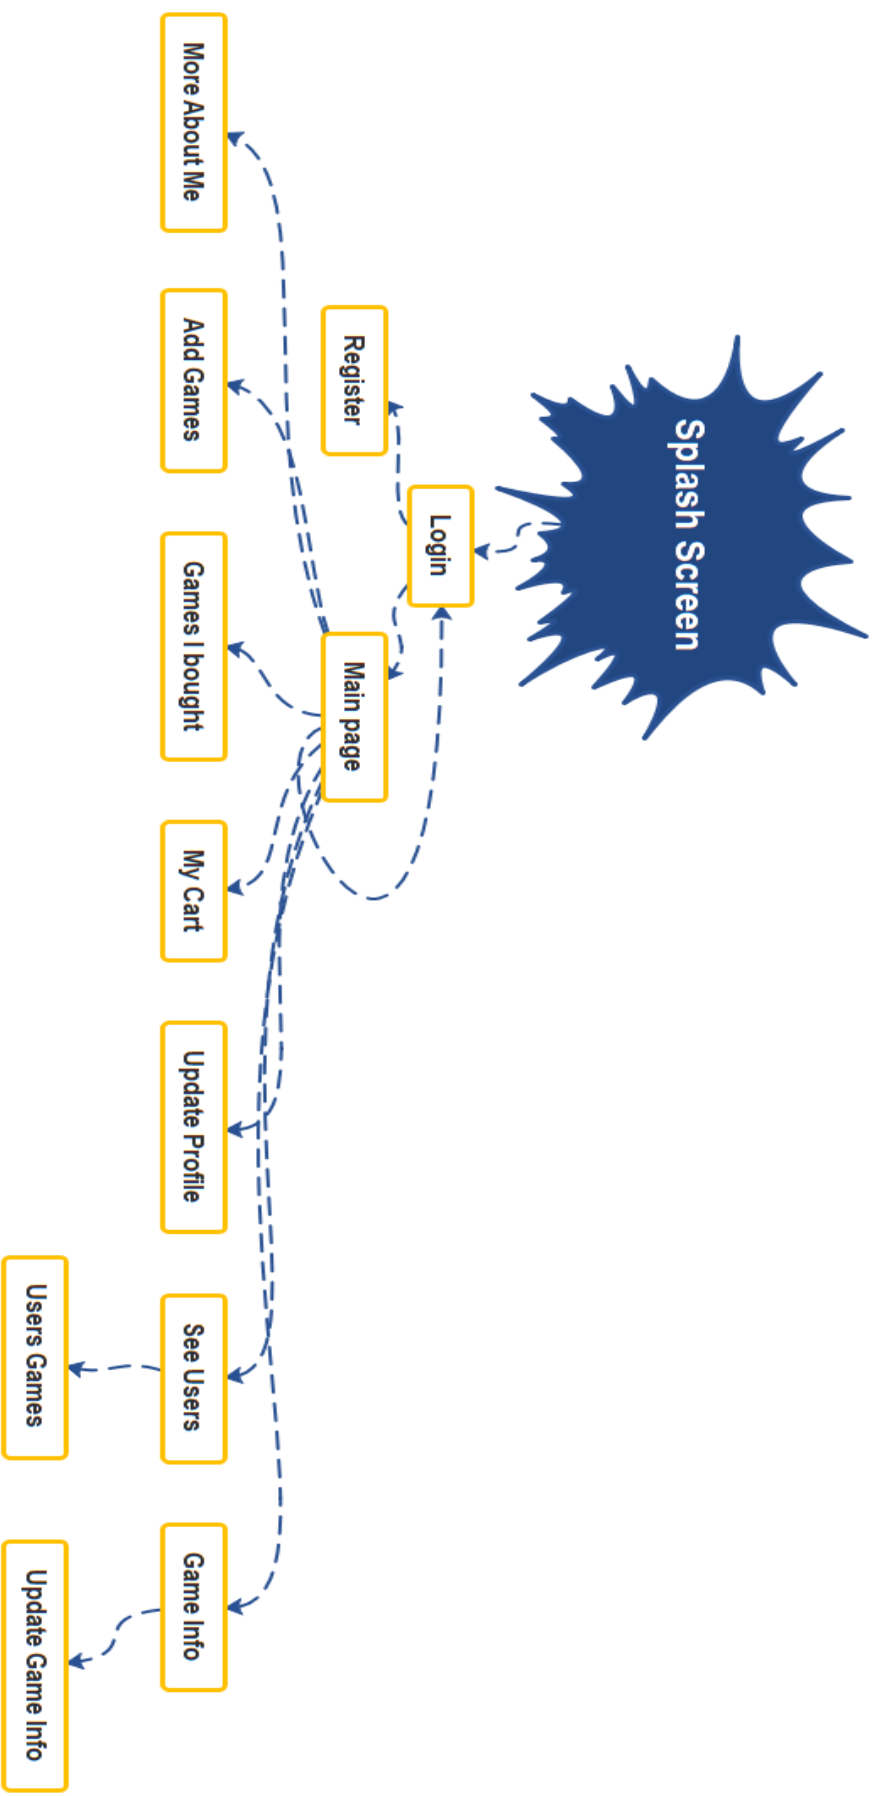 Splash Screen
Login
Register
Main page
More About Me
Add Games
Games I bought
My Cart
Update Profile
See Users
Game Info
Users Games
Update Game Info